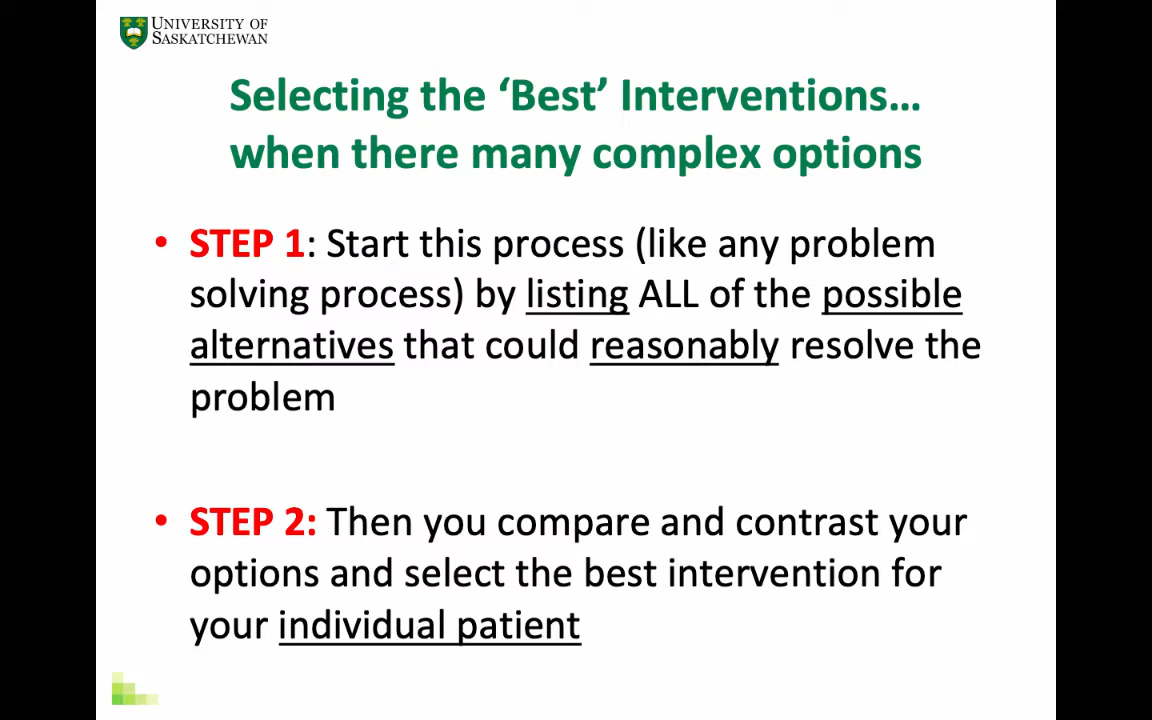 UNIVERSITY OF
SASKATCHEWAN
Selecting the ‘Best’ Interventions…
when there many complex options
• STEP 1: Start this process (like any problem
solving process) by listing ALL of the possible
alternatives that could reasonably resolve the
problem
• STEP 2: Then you compare and contrast your
options and select the best intervention for
your individual patient